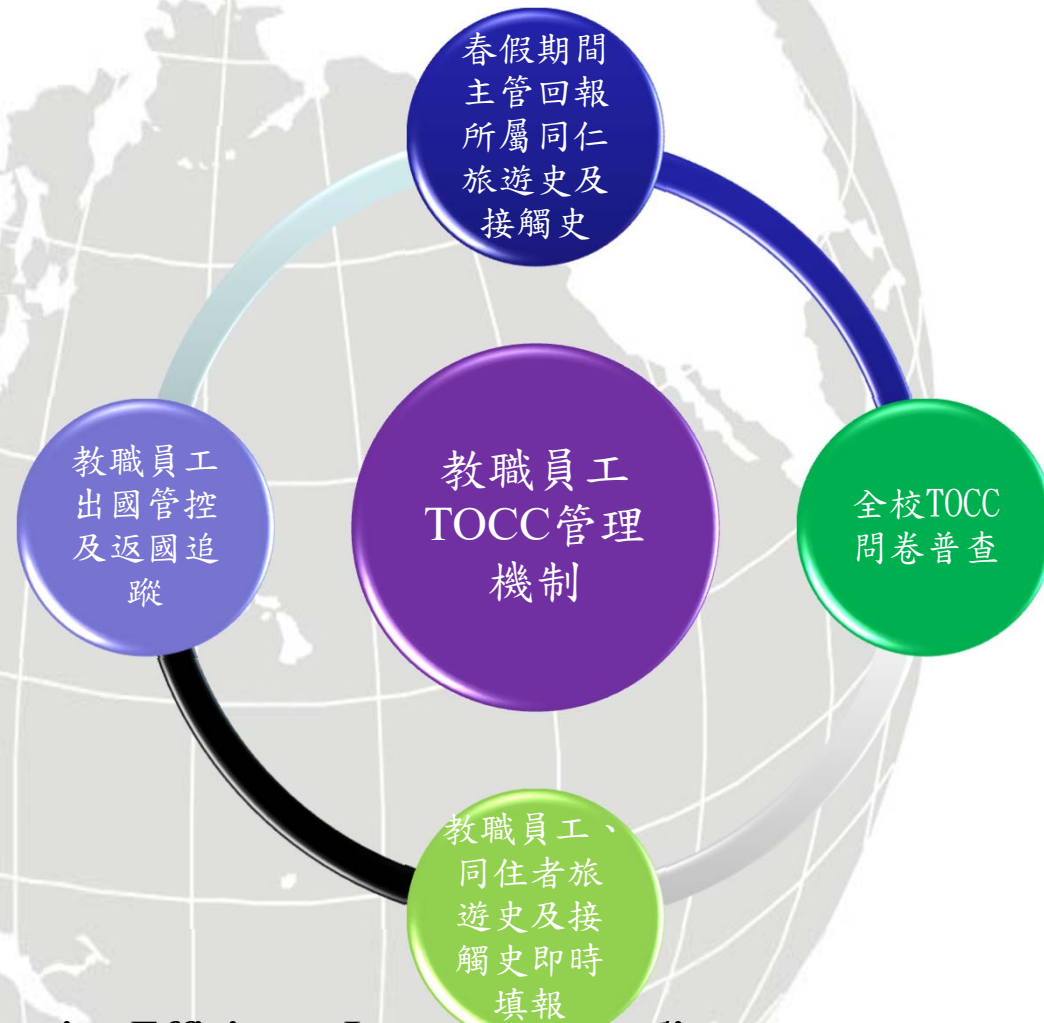 春假期間
主管回報
所屬同仁
旅遊史及
接觸史
教職員工
TOCC管理
機制
全校TOCC
問卷普查
教職員工、
同住者旅
遊史及接
觸史即時
填報
教職員工
出國管控
及返國追
蹤